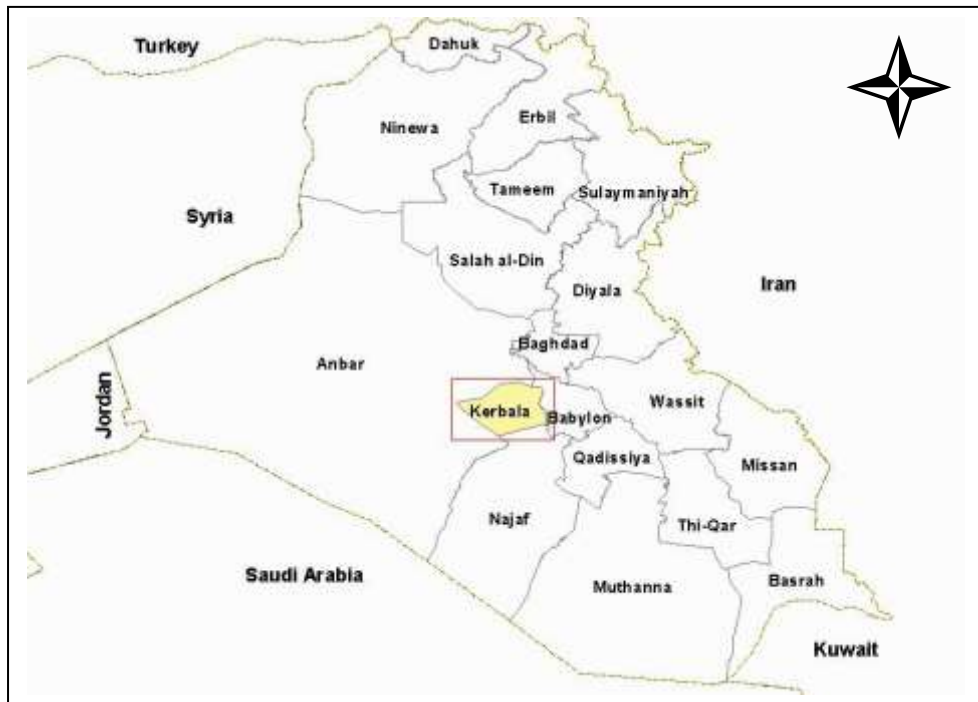 Turkey
Dahuk
Ninewa
Erbil
Tameem
Sulaymaniyah
Syria
Salah al-Din
Iran
Diyala
Baghdad
Anbar
Jordan
Kerbala
Babylon
Wassit
Qadissiya
Missan
Najaf
Thi-Qar
Saudi Arabia
Muthanna
Basrah
Kuwait